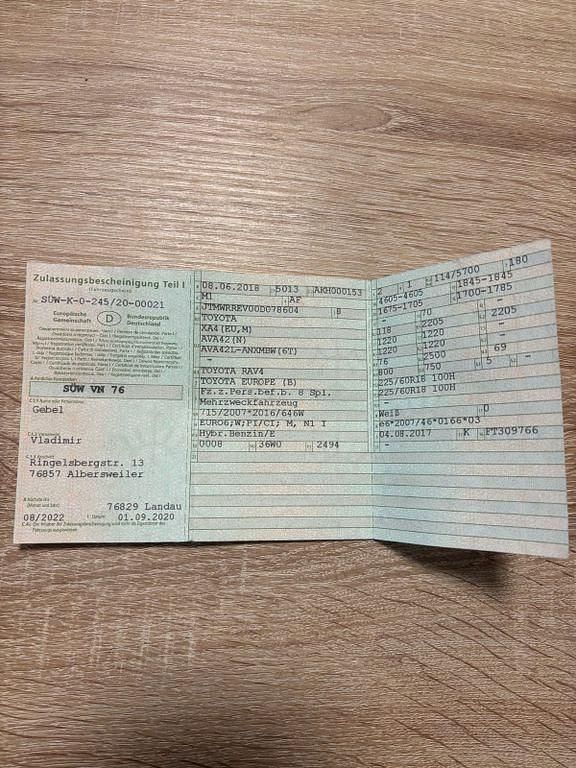 Zulassungsbescheinigung Teil I
(Fahrzeugschein)
Nr. SÜW-K-0-245/20-00021
Europäische Gemeinschaft
D
Bundesrepublik Deutschland
SÜW VN 76
Gebel
Vladimir
Ringelsbergstr. 13
76857 Albersweiler
76829 Landau
08/2022
01.09.2020
08.06.2018 5013 AKH000153
M1 AF
JTMWRREV00D078604 8
TOYOTA
XA4(EU,M)
AVA42(N)
AVA42L-ANXMBW(6T)
-
TOYOTA RAV4
TOYOTA EUROPE (B)
Fz.z.Pers.bef.b. 8 Spl.
Mehrzweckfahrzeug
715/2007*2016/646W
EURO6;W;PI/CI; M, N1 I
Hybr.Benzin/E
0008 36W0 2494
2 1 114/5700 180
4605-4605 1845-1845
1675-1705 1700-1785
- 70 2205
118 2205 -
1220 1220 -
1220 1220 -
76 2500 69
800 750 5 -
225/60R18 100H
225/60R18 100H
-
Weiß 0
e6*2007/46*0166*03
04.08.2017 K FT309766
-